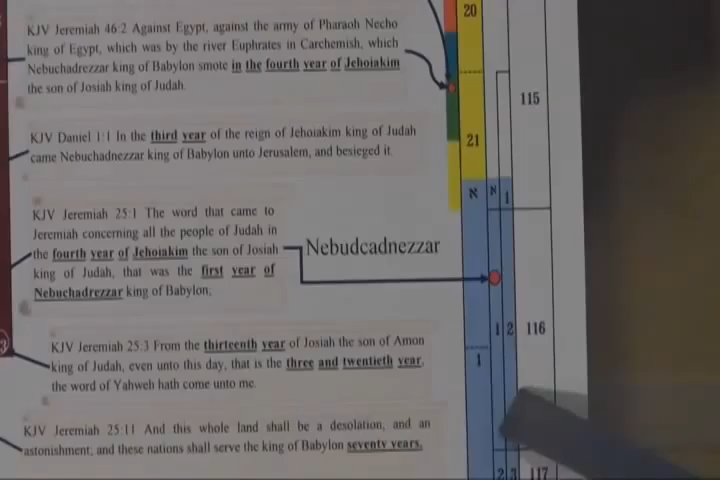 KJV Jeremiah 46:2 Against Egypt, against the army of Pharaoh Necho
king of Egypt, which was by the river Euphrates in Carchemish, which
Nebuchadrezzar king of Babylon smote in the fourth year of Jehoiakim
the son of Josiah king of Judah.
KJV Daniel 1:1 In the third year of the reign of Jehoiakim king of Judah
came Nebuchadnezzar king of Babylon unto Jerusalem, and besieged it.
KJV Jeremiah 25:1 The word that came to
Jeremiah concerning all the people of Judah in
the fourth year of Jehoiakim the son of Josiah
king of Judah, that was the first year of
Nebuchadrezzar king of Babylon,
Nebudcadnezzar
KJV Jeremiah 25:3 From the thirteenth year of Josiah the son of Amon
king of Judah, even unto this day, that is the three and twentieth year,
the word of Yahweh hath come unto me.
KJV Jeremiah 25:11 And this whole land shall be a desolation, and an
astonishment; and these nations shall serve the king of Babylon seventy years.
3
20
115
21
א א 1
1 2 116
1
2 3 117